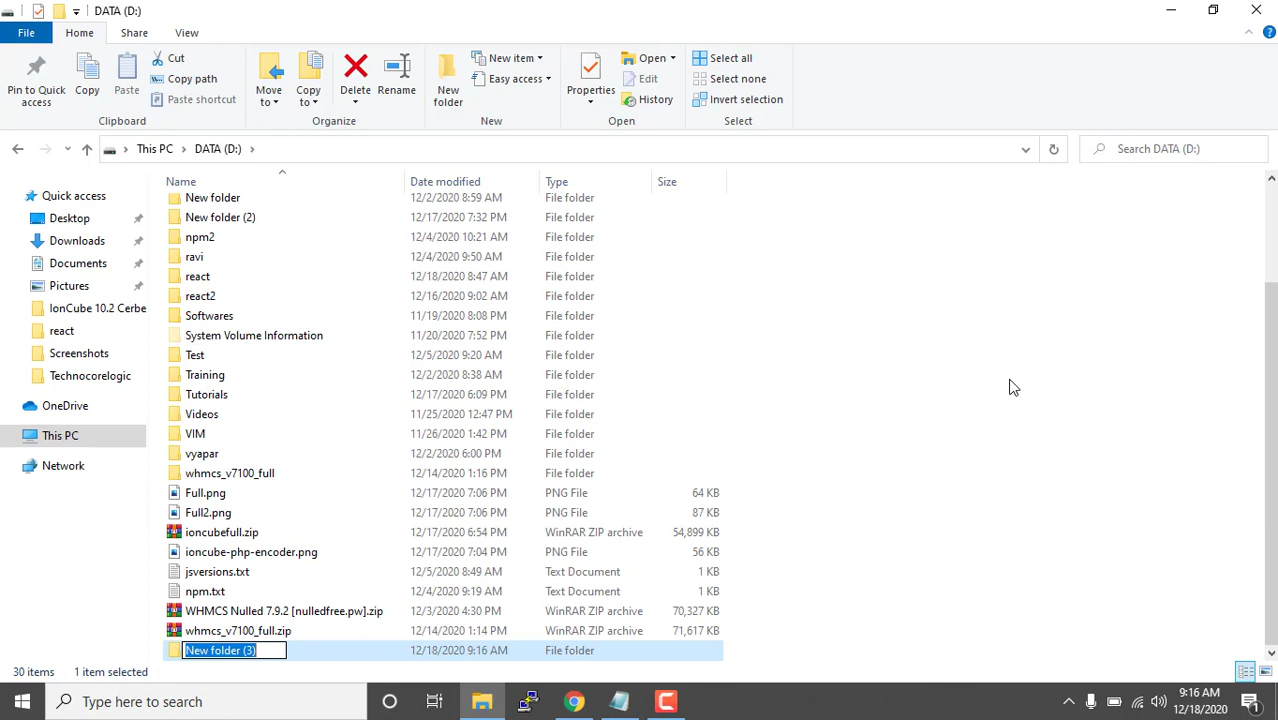 DATA (D:)
File
Home
Share
View
Pin to Quick access
Copy
Paste
Cut
Copy path
Paste shortcut
Clipboard
Move to
Copy to
Delete
Rename
Organize
New folder
New item
Easy access
New
Properties
Open
Edit
History
Open
Select all
Select none
Invert selection
Select
This PC > DATA (D:) >
Search DATA (D:)
Quick access
Desktop
Downloads
Documents
Pictures
IonCube 10.2 Cerbe
react
Screenshots
Technocorelogic
OneDrive
This PC
Network
Name Date modified Type Size
New folder 12/2/2020 8:59 AM File folder
New folder (2) 12/17/2020 7:32 PM File folder
npm2 12/4/2020 10:21 AM File folder
ravi 12/4/2020 9:50 AM File folder
react 12/18/2020 8:47 AM File folder
react2 12/16/2020 9:02 AM File folder
Softwares 11/19/2020 8:08 PM File folder
System Volume Information 11/20/2020 7:52 PM File folder
Test 12/5/2020 9:20 AM File folder
Training 12/2/2020 8:38 AM File folder
Tutorials 12/17/2020 6:09 PM File folder
Videos 11/25/2020 12:47 PM File folder
VIM 11/26/2020 1:42 PM File folder
vyapar 12/2/2020 6:00 PM File folder
whmcs_v7100_full 12/14/2020 1:16 PM File folder
Full.png 12/17/2020 7:06 PM PNG File 64 KB
Full2.png 12/17/2020 7:06 PM PNG File 87 KB
ioncubefull.zip 12/17/2020 6:54 PM WinRAR ZIP archive 54,899 KB
ioncube-php-encoder.png 12/17/2020 7:04 PM PNG File 56 KB
jsversions.txt 12/5/2020 8:49 AM Text Document 1 KB
npm.txt 12/4/2020 9:19 AM Text Document 1 KB
WHMCS Nulled 7.9.2 [nulledfree.pw].zip 12/3/2020 4:30 PM WinRAR ZIP archive 70,327 KB
whmcs_v7100_full.zip 12/14/2020 1:14 PM WinRAR ZIP archive 71,617 KB
New folder (3) 12/18/2020 9:16 AM File folder
30 items 1 item selected
Type here to search
9:16 AM
12/18/2020
1